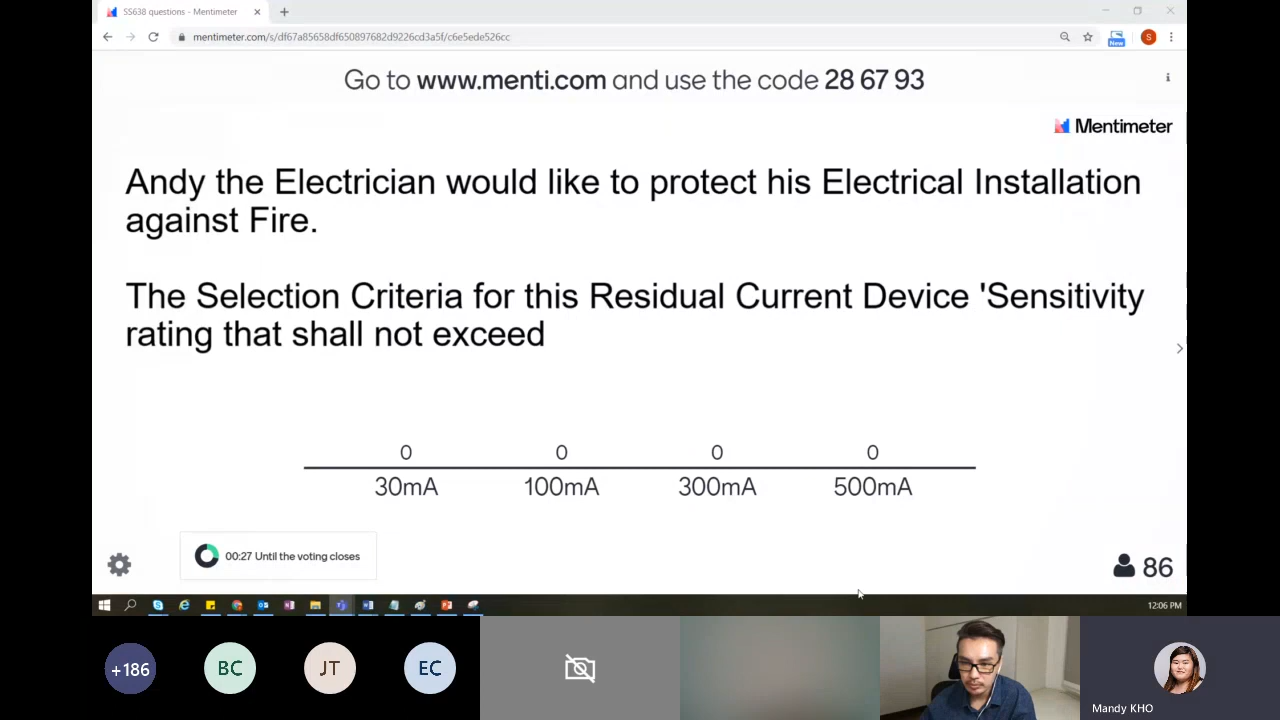 SS638 questions - Mentimeter
mentimeter.com/s/df67a85658df650897682d9226cd3a5f/c6e5ede526cc
New
S
Go to www.menti.com and use the code 28 67 93
Mentimeter
Andy the Electrician would like to protect his Electrical Installation
against Fire.
The Selection Criteria for this Residual Current Device 'Sensitivity
rating that shall not exceed
0 0 0 0
30mA 100mA 300mA 500mA
00:27 Until the voting closes
86
12:06 PM
+186
BC
JT
EC
Mandy KHO